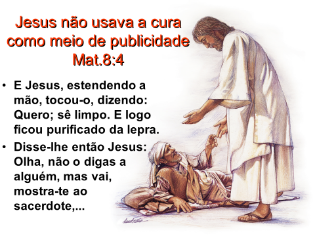 Jesus não usava a cura
como meio de publicidade
Mat.8:4
• E Jesus, estendendo a
mão, tocou-o, dizendo:
Quero; sê limpo. E logo
ficou purificado da lepra.
• Disse-lhe então Jesus:
Olha, não o digas a
alguém, mas vai,
mostra-te ao
sacerdote,...